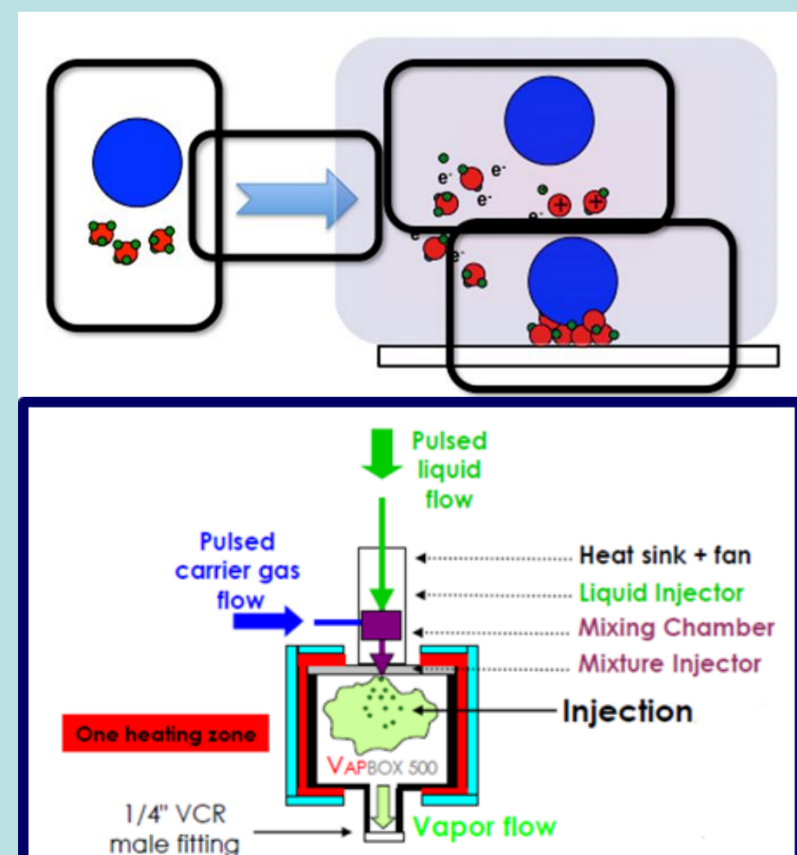 e-
e-
e-
e-
+
+
e-
e-
Pulsed
liquid
flow
Pulsed
carrier gas
flow
Heat sink + fan
Liquid Injector
Mixing Chamber
Mixture Injector
Injection
One heating zone
VAPBOX 500
1/4" VCR
male fitting
Vapor flow